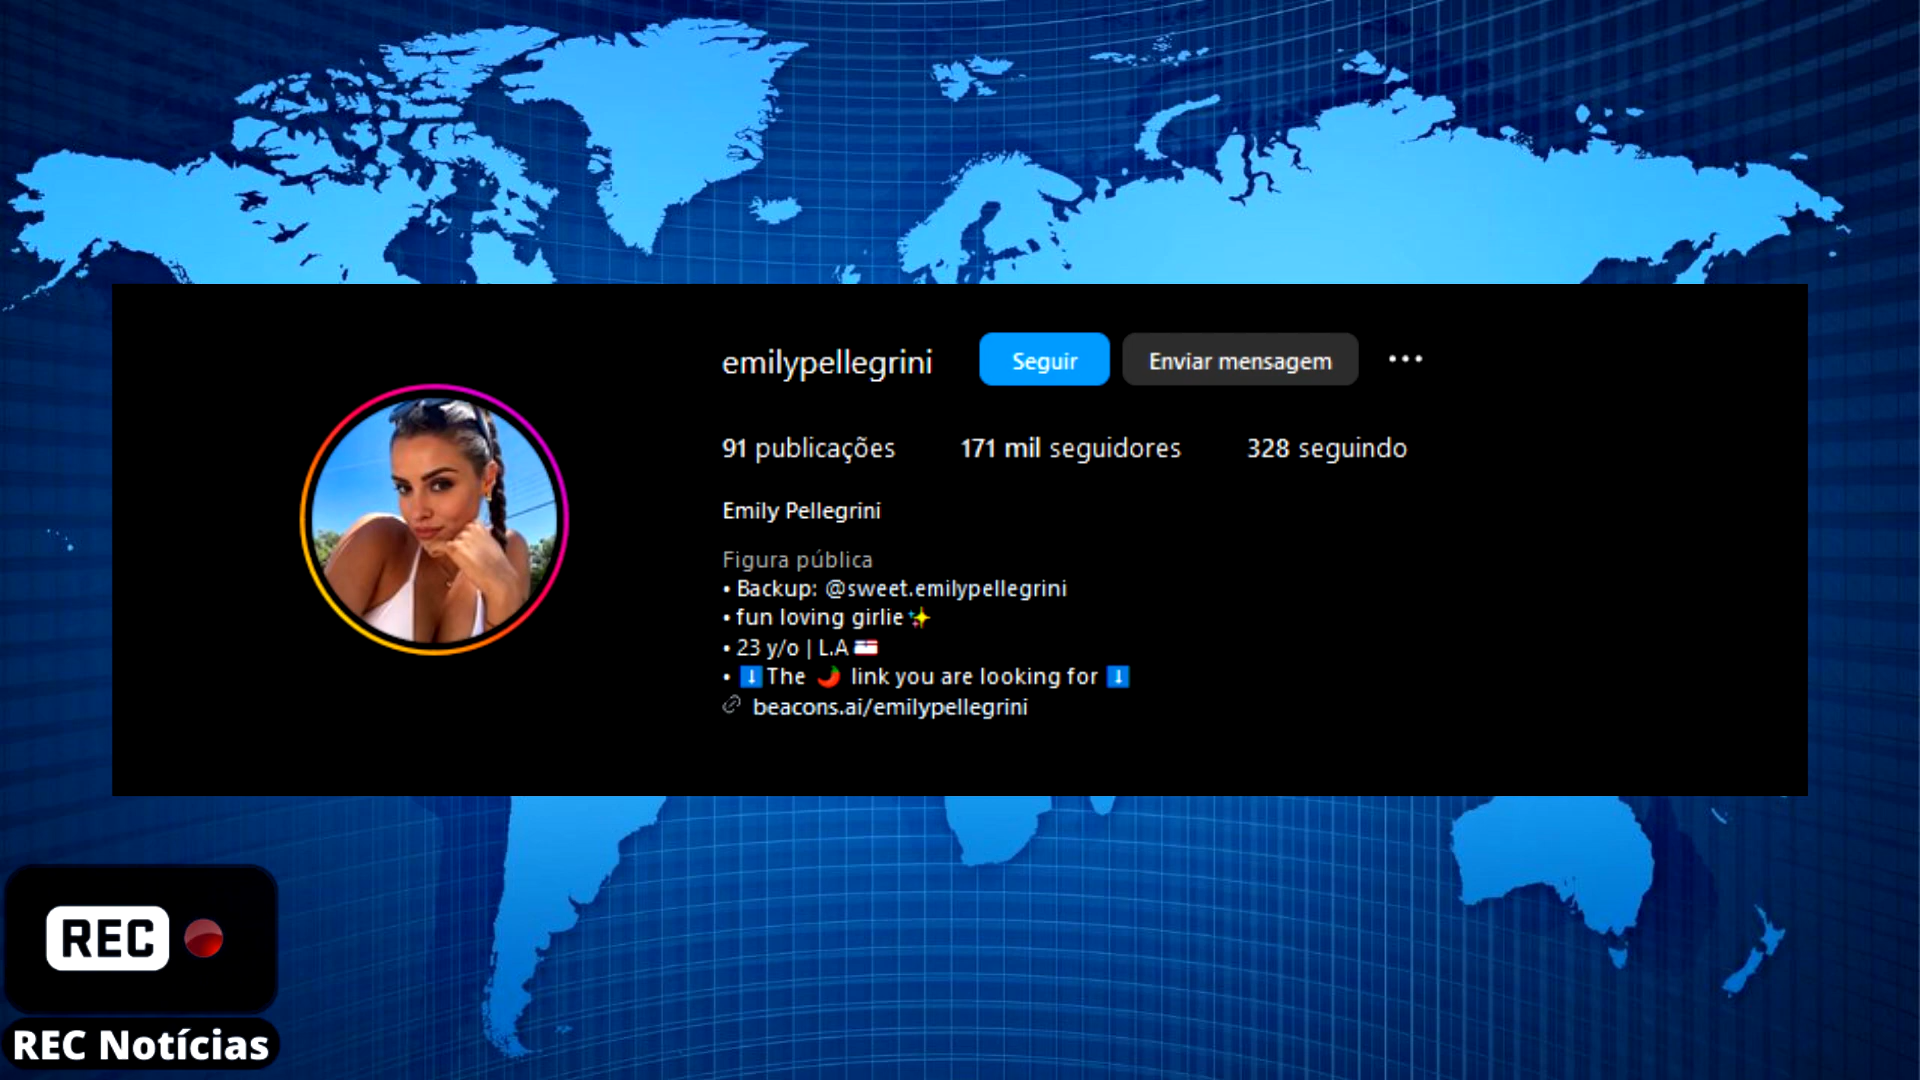 emilypellegrini Seguir Enviar mensagem •••
91 publicações 171 mil seguidores 328 seguindo
Emily Pellegrini
Figura pública
• Backup: @sweet.emilypellegrini
• fun loving girlie✨
• 23 y/o | L.A
• ⬇️The 🌶️ link you are looking for ⬇️
beacons.ai/emilypellegrini
REC
REC Notícias